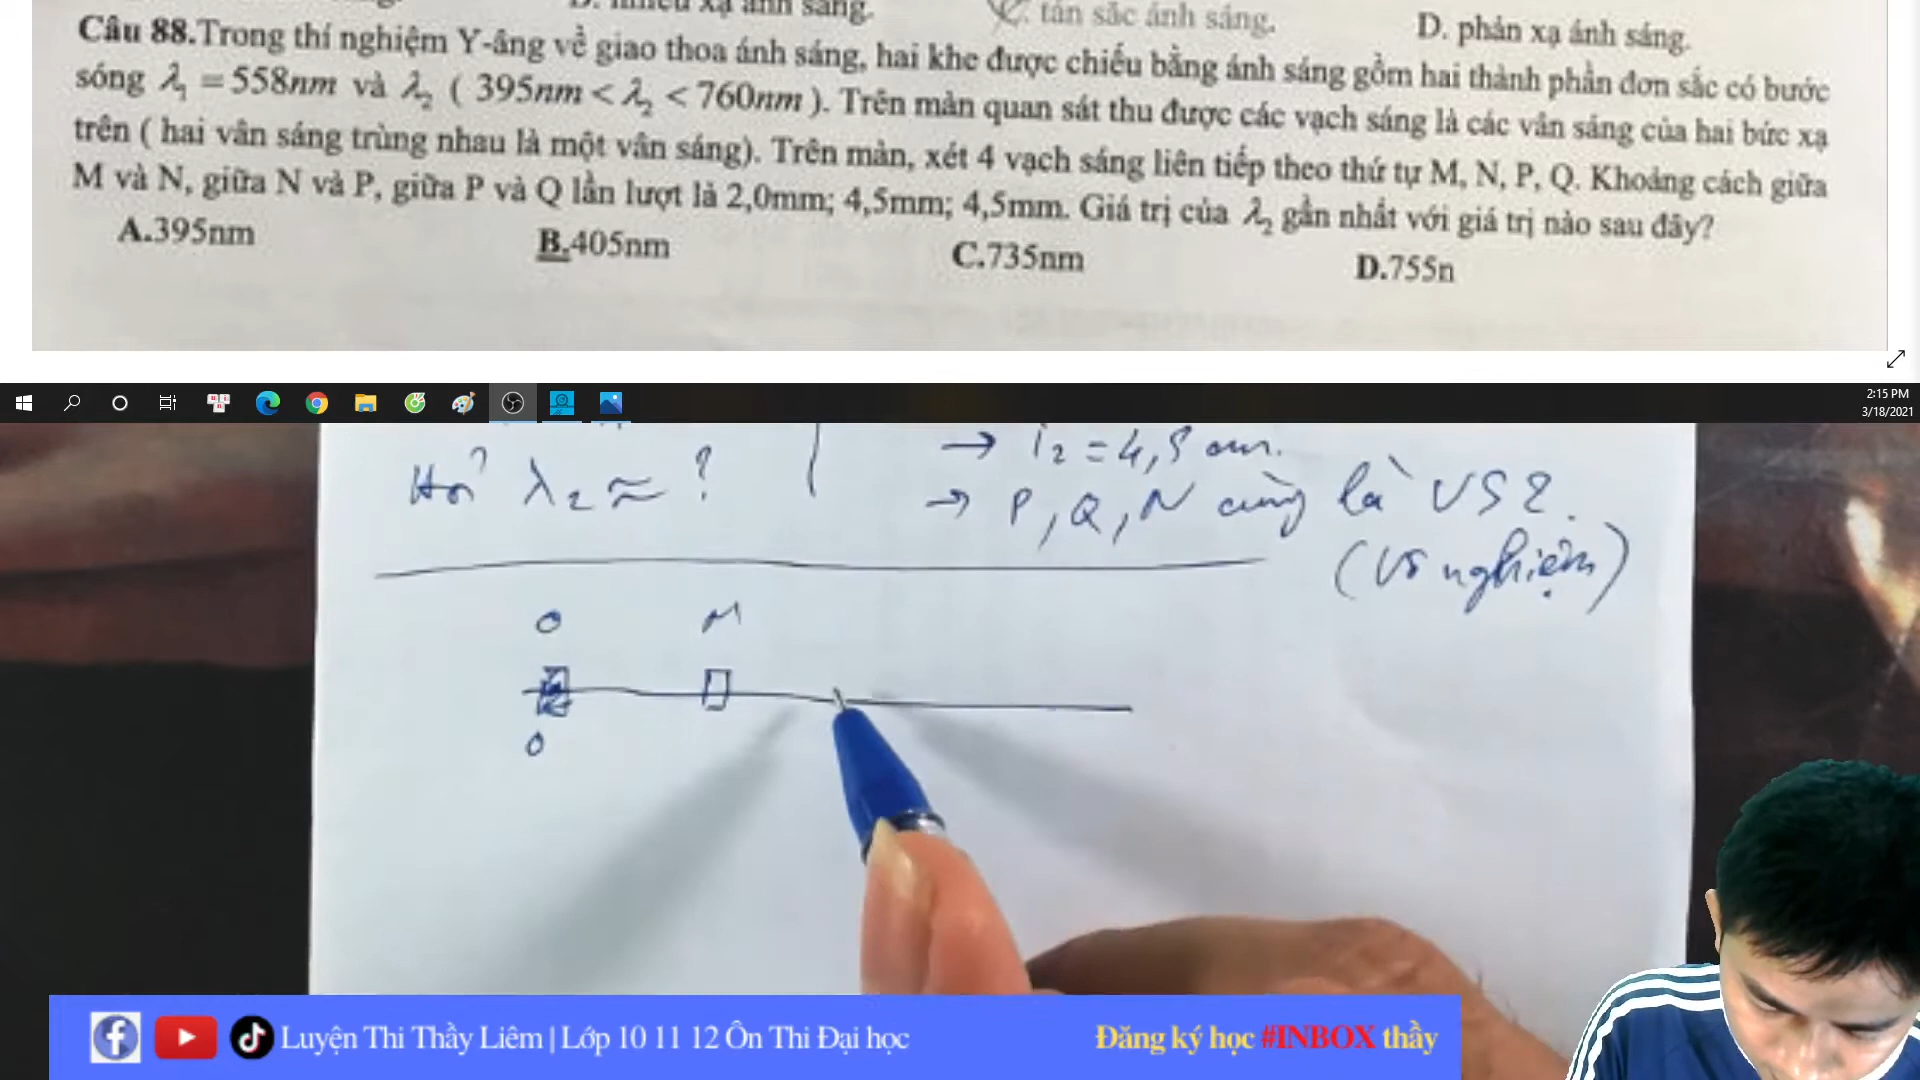 D. nhiễu xạ ánh sáng.
C. tán sắc ánh sáng.
D. phản xạ ánh sáng.
Câu 88.Trong thí nghiệm Y-âng về giao thoa ánh sáng, hai khe được chiếu bằng ánh sáng gồm hai thành phần đơn sắc có bước
sóng λ₁ = 558nm và λ₂ ( 395nm < λ₂ < 760nm ). Trên màn quan sát thu được các vạch sáng là các vân sáng của hai bức xạ
trên ( hai vân sáng trùng nhau là một vân sáng). Trên màn, xét 4 vạch sáng liên tiếp theo thứ tự M, N, P, Q. Khoảng cách giữa
M và N, giữa N và P, giữa P và Q lần lượt là 2,0mm; 4,5mm; 4,5mm. Giá trị của λ₂ gần nhất với giá trị nào sau đây?
A.395nm
B.405nm
C.735nm
D.755n
2:15 PM
3/18/2021
→ i₂ = 4,5 mm.
Hỏi λ₂ ≈ ?
→ P, Q, N cùng là VS2.
(Vô nghiệm)
O M
O
Luyện Thi Thầy Liêm | Lớp 10 11 12 Ôn Thi Đại học
Đăng ký học #INBOX thầy